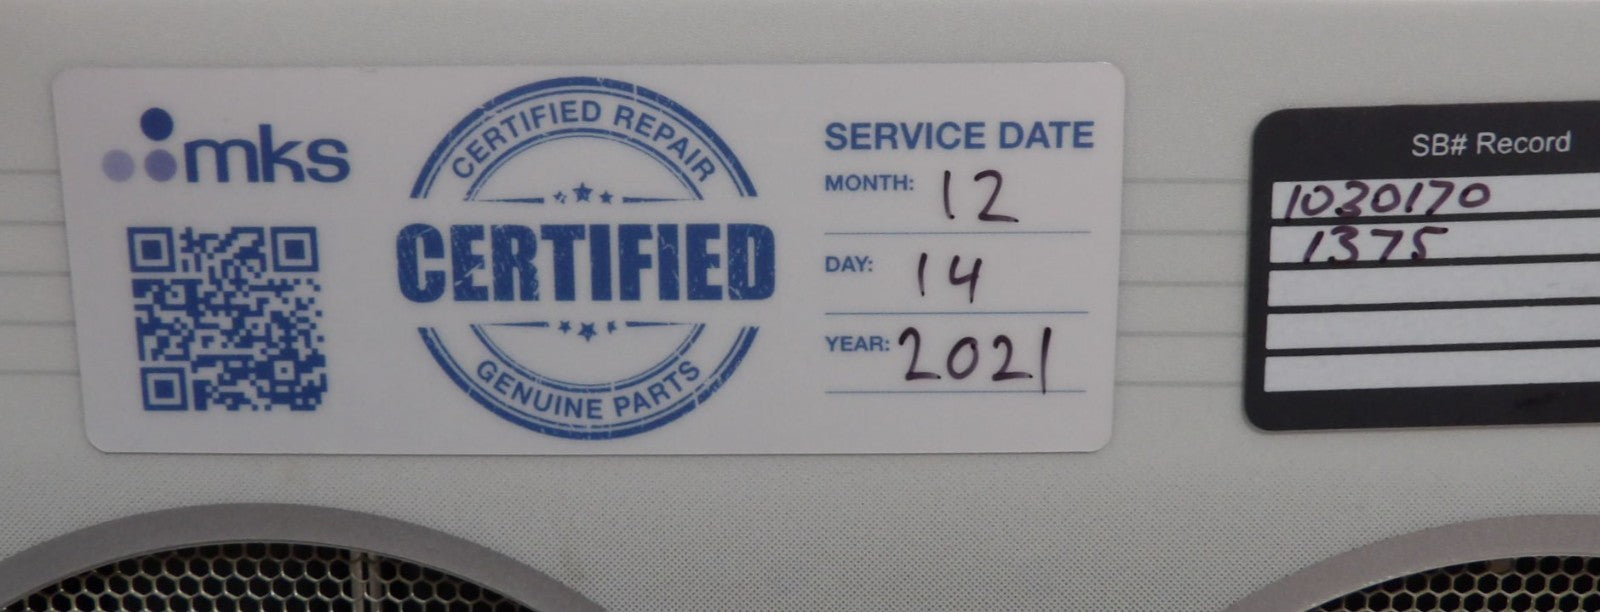 mks
CERTIFIED REPAIR
CERTIFIED
GENUINE PARTS
SERVICE DATE
MONTH: 12
DAY: 14
YEAR: 2021
SB# Record
1030170
1375